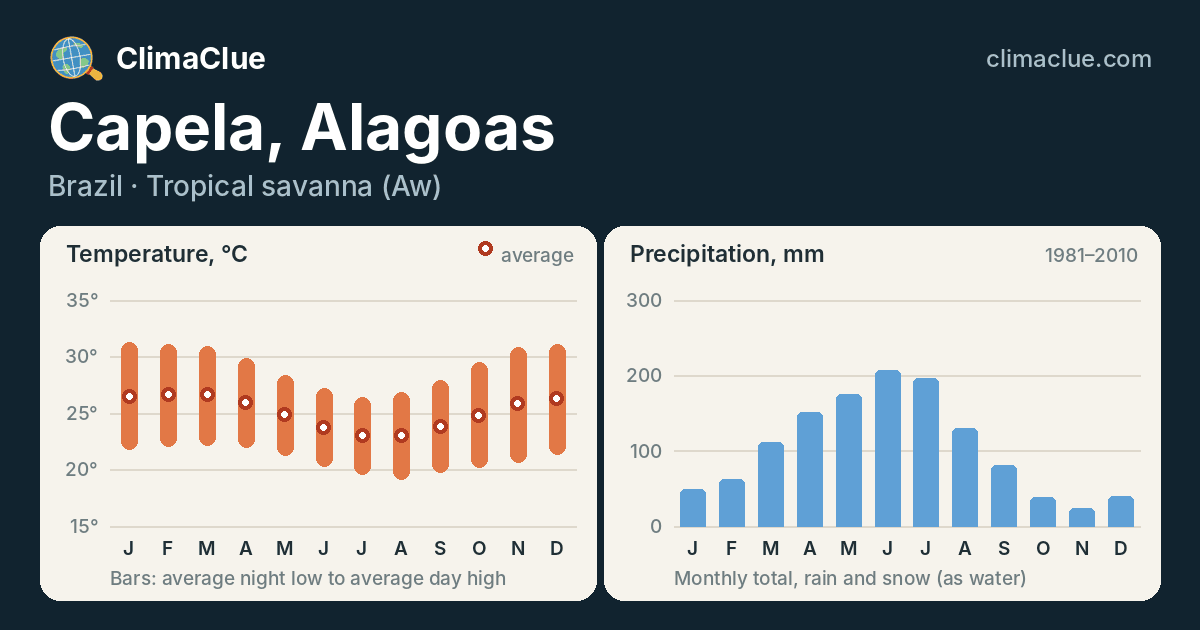 ClimaClue
climaclue.com
Capela, Alagoas
Brazil · Tropical savanna (Aw)
Temperature, °C
average
35°
30°
25°
20°
15°
J F M A M J J A S O N D
Bars: average night low to average day high
Precipitation, mm
1981–2010
300
200
100
0
J F M A M J J A S O N D
Monthly total, rain and snow (as water)